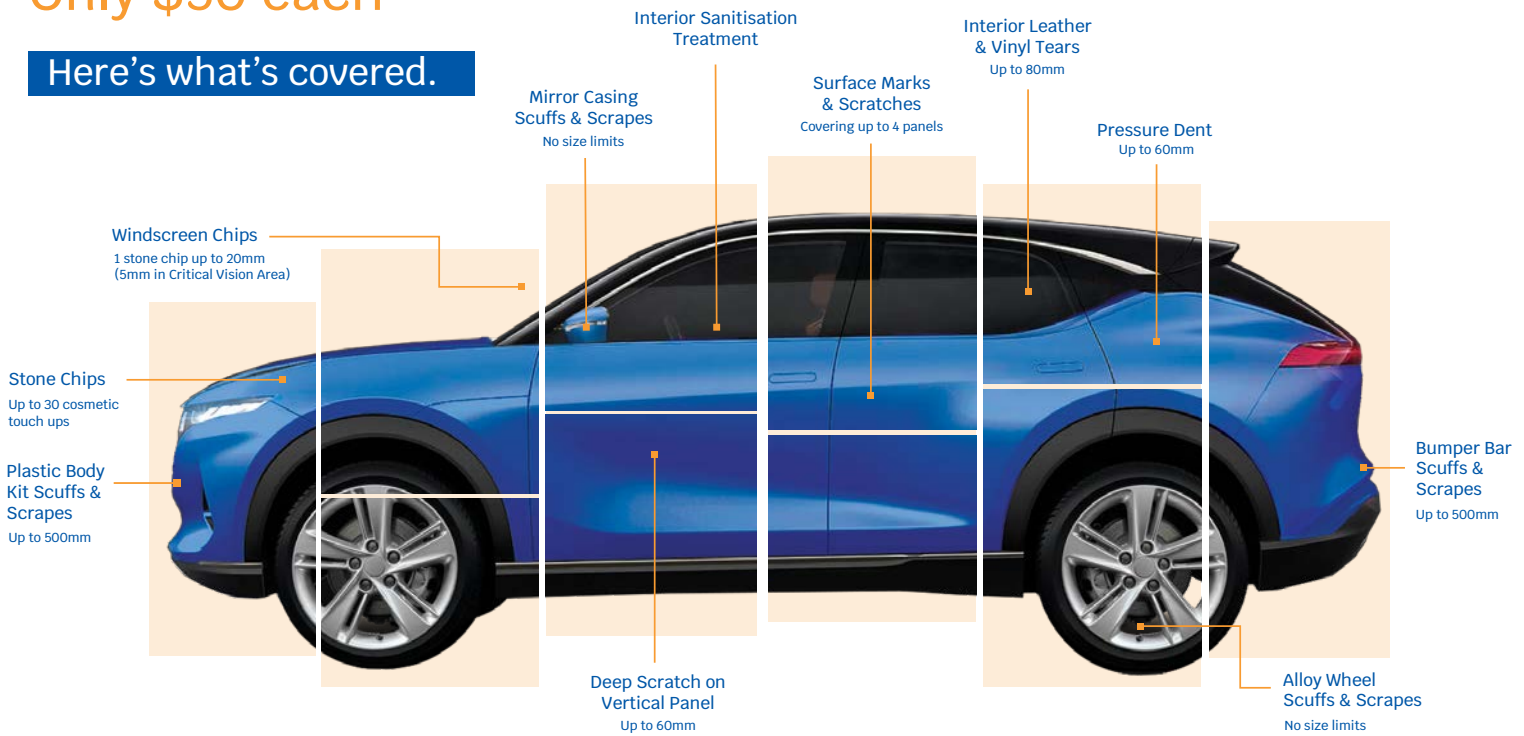 Only $50 each
Here's what's covered.
Interior Sanitisation
Treatment
Interior Leather
& Vinyl Tears
Up to 80mm
Mirror Casing
Scuffs & Scrapes
No size limits
Surface Marks
& Scratches
Covering up to 4 panels
Pressure Dent
Up to 60mm
Windscreen Chips
1 stone chip up to 20mm
(5mm in Critical Vision Area)
Stone Chips
Up to 30 cosmetic
touch ups
Plastic Body
Kit Scuffs &
Scrapes
Up to 500mm
Bumper Bar
Scuffs &
Scrapes
Up to 500mm
Deep Scratch on
Vertical Panel
Up to 60mm
Alloy Wheel
Scuffs & Scrapes
No size limits